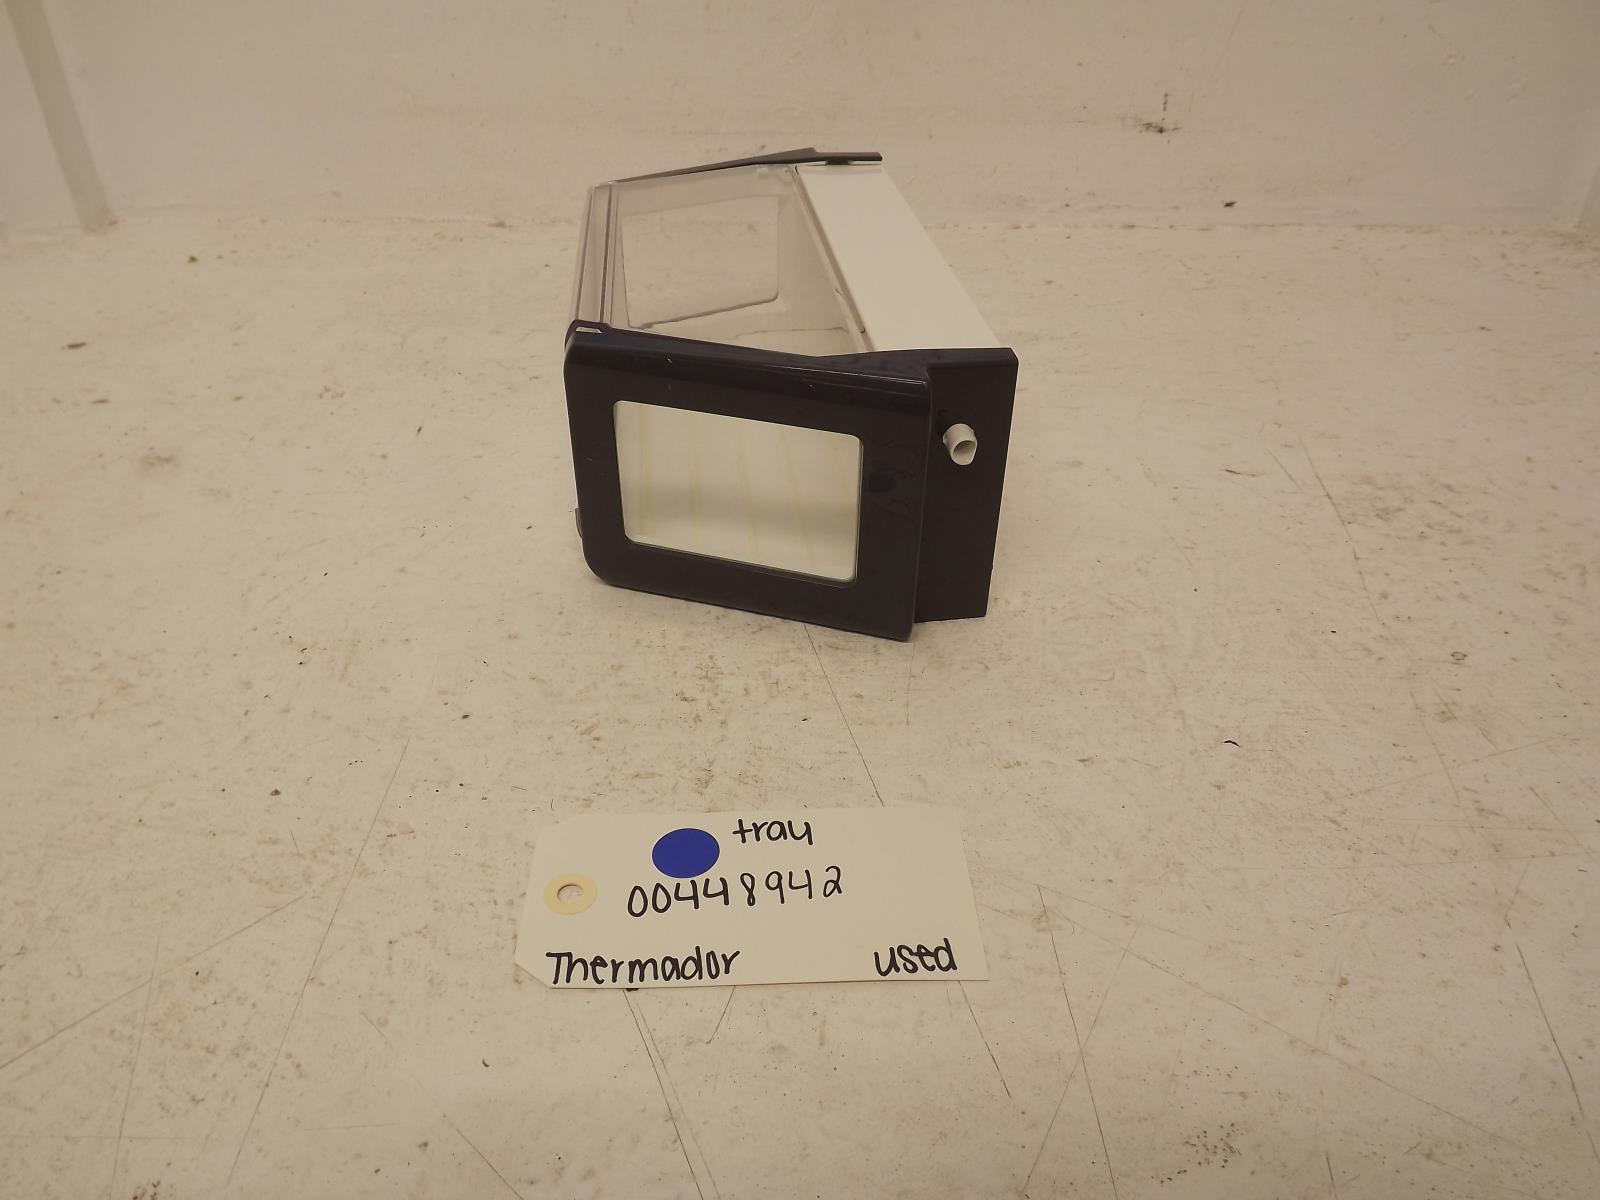 tray
00448942
Thermador used